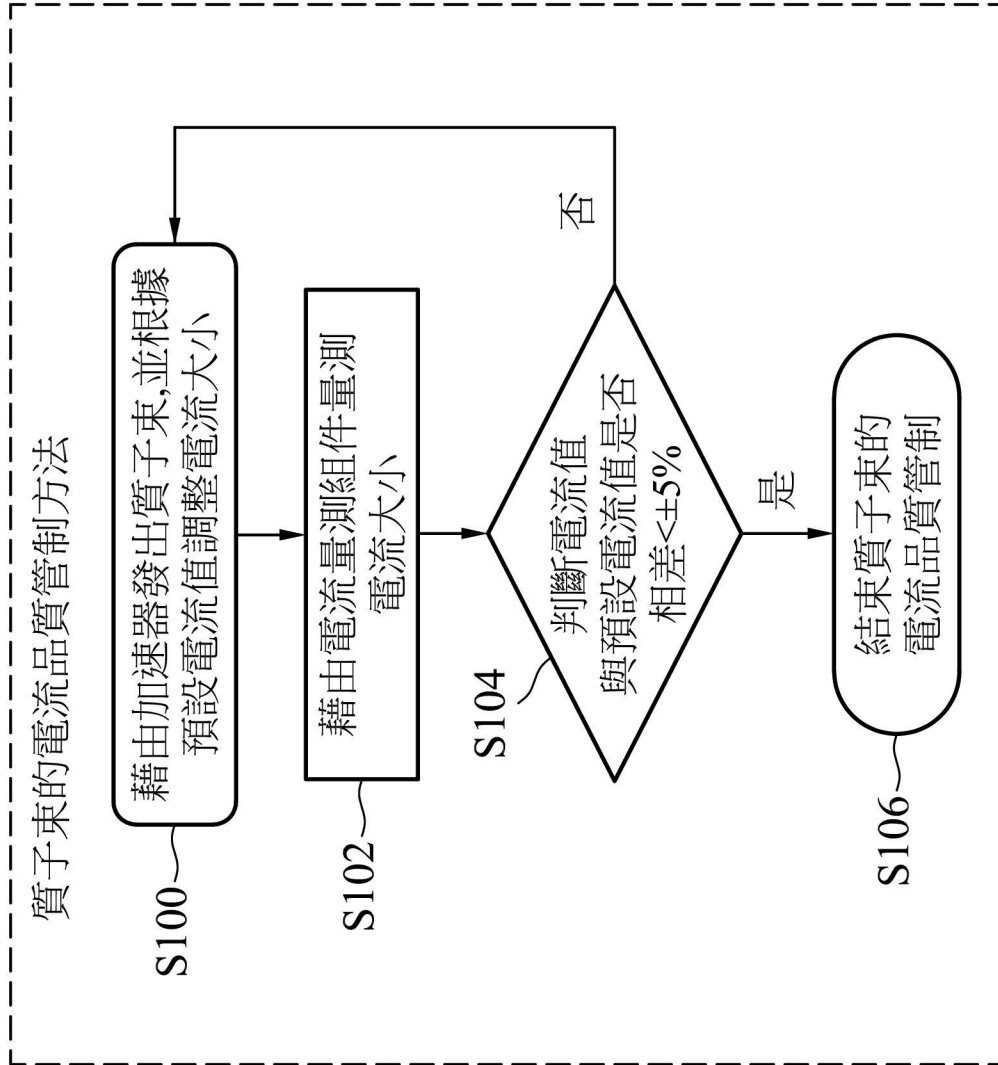 質子束的電流品質管制方法
S100
藉由加速器發出質子束,並根據
預設電流值調整電流大小
S102
藉由電流量測組件量測
電流大小
S104
判斷電流值
與預設電流值是否
相差<±5%
否
是
S106
結束質子束的
電流品質管制